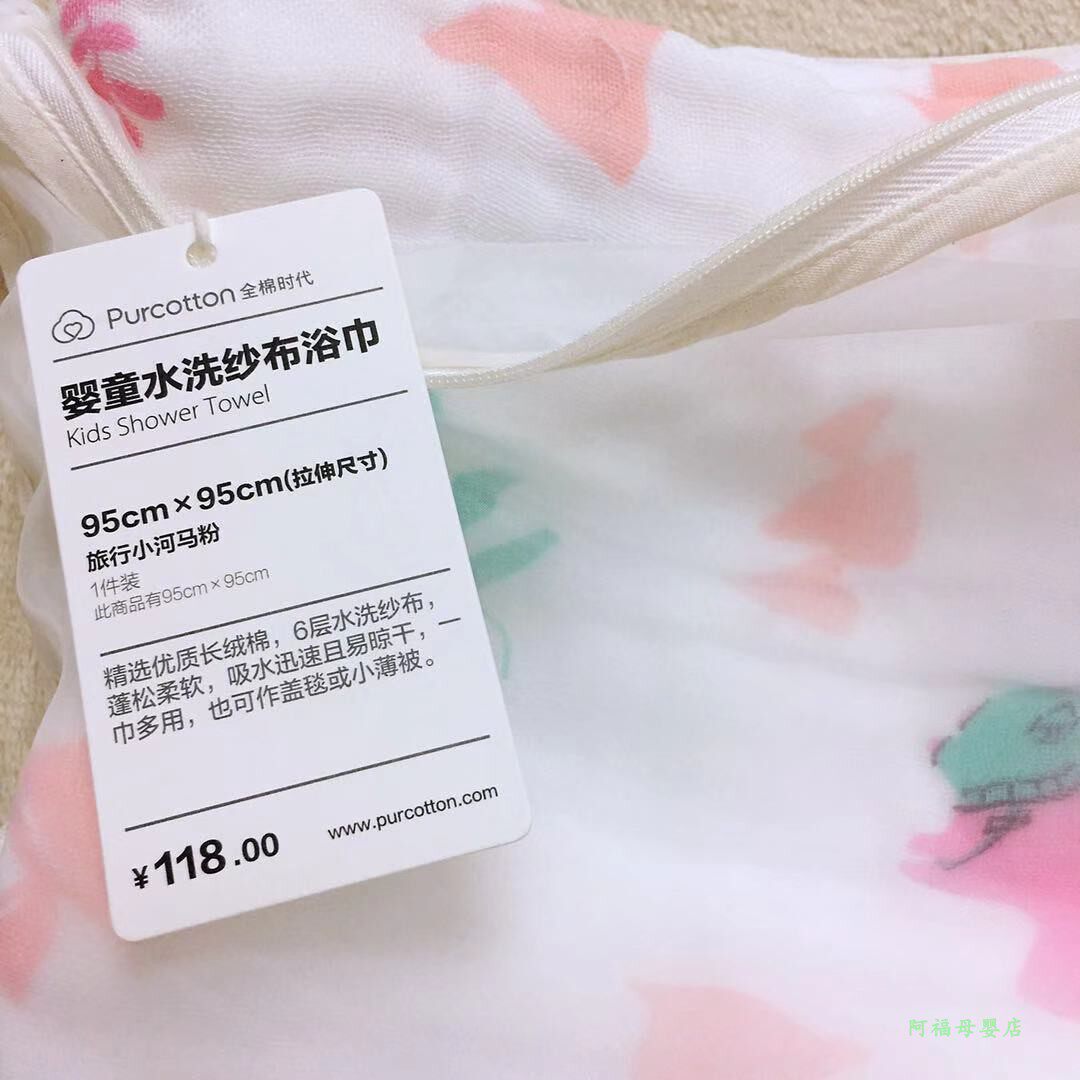 Purcotton 全棉时代
婴童水洗纱布浴巾
Kids Shower Towel
95cm×95cm(拉伸尺寸)
旅行小河马粉
1件装
此商品有95cm×95cm
精选优质长绒棉，6层水洗纱布，
蓬松柔软，吸水迅速且易晾干，一
巾多用，也可作盖毯或小薄被。
¥118.00
www.purcotton.com
阿福母婴店